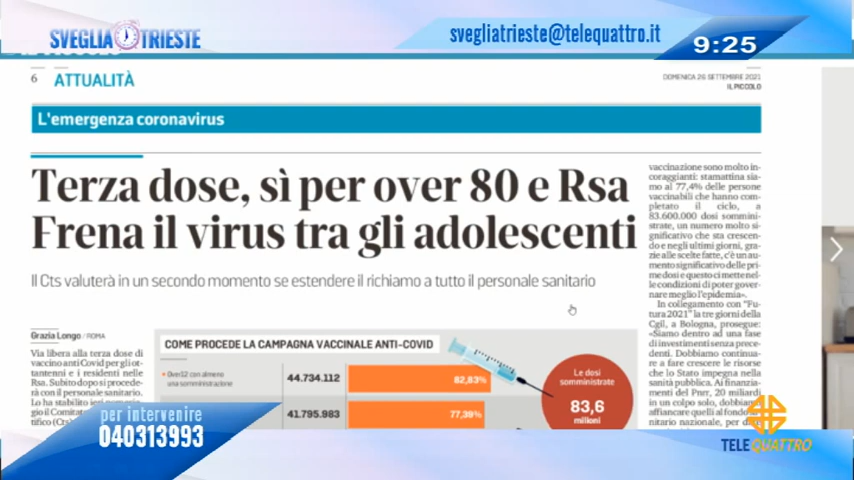 SVEGLIA TRIESTE
svegliatrieste@telequattro.it
9:25
6 ATTUALITÀ
DOMENICA 26 SETTEMBRE 2021
IL PICCOLO
L'emergenza coronavirus
Terza dose, sì per over 80 e Rsa
Frena il virus tra gli adolescenti
Il Cts valuterà in un secondo momento se estendere il richiamo a tutto il personale sanitario
Grazia Longo / ROMA
Via libera alla terza dose di
vaccino anti Covid per gli ot-
tantenni e i residenti nelle
Rsa. Subito dopo si procede-
rà con il personale sanitario.
Lo ha stabilito ieri
gio il Comitato
tifico (Cts)
COME PROCEDE LA CAMPAGNA VACCINALE ANTI-COVID
Over12 con almeno
una somministrazione
44.734.112
82,83%
41.795.983
77,39%
Le dosi
somministrate
83,6
milioni
vaccinazione sono molto in-
coraggianti: stamattina sia-
mo al 77,4% delle persone
vaccinabili che hanno com-
pletato il ciclo, a
83.600.000 dosi sommini-
strate, un numero molto si-
gnificativo che sta crescen-
do e negli ultimi giorni, gra-
zie alle scelte fatte, c'è un au-
mento significativo delle pri-
me dosi e questo ci mette nel-
le condizioni di poter gover-
nare meglio l'epidemia».
In collegamento con "Fu-
tura 2021" la tre giorni della
Cgil, a Bologna, prosegue:
«Siamo dentro ad una fase
di investimenti senza prece-
denti. Dobbiamo continua-
re a fare crescere le risorse
che lo Stato impegna nella
sanità pubblica. Ai finanzia-
menti del Pnrr, 20 miliardi
in un colpo solo, dobbiamo
affiancare quelli al fondo
nitario nazionale, per
per intervenire
040313993
TELEQUATTRO